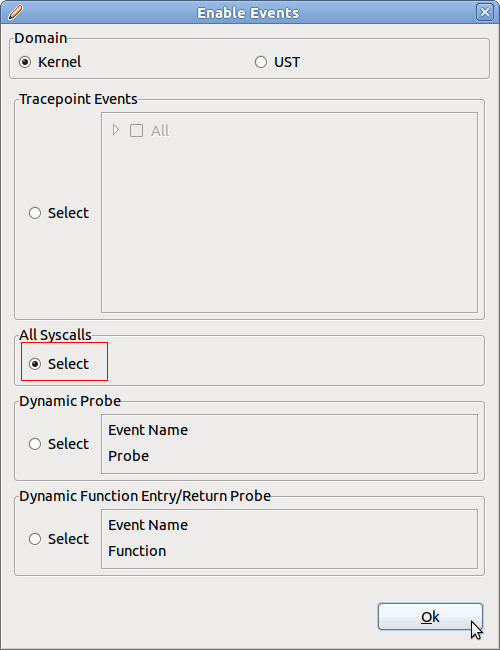 Enable Events
Domain
Kernel UST
Tracepoint Events
All
Select
All Syscalls
Select
Dynamic Probe
Event Name
Select
Probe
Dynamic Function Entry/Return Probe
Event Name
Select
Function
Ok